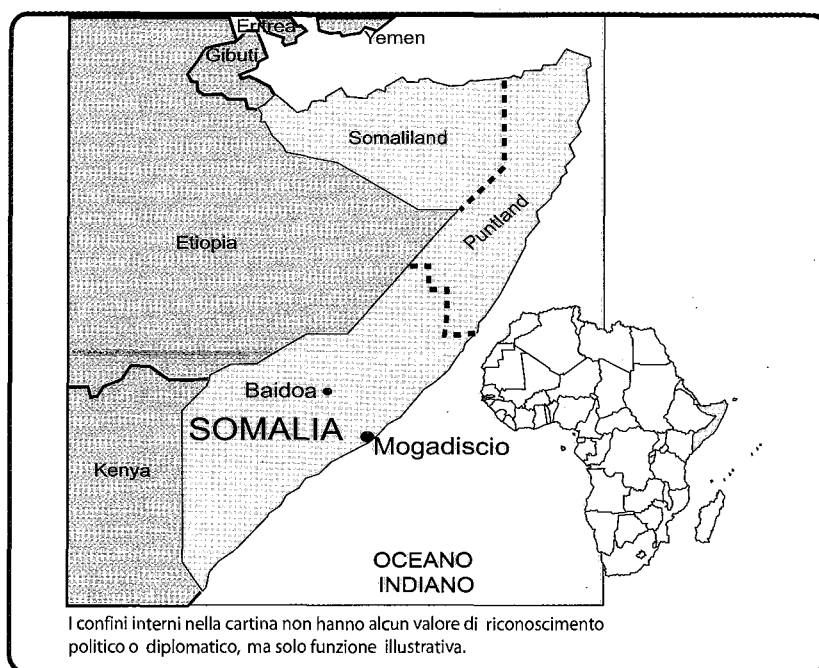 Eritrea
Yemen
Gibuti
Somaliland
Puntland
Etiopia
Baidoa
SOMALIA
Mogadiscio
Kenya
OCEANO
INDIANO
I confini interni nella cartina non hanno alcun valore di riconoscimento
politico o diplomatico, ma solo funzione illustrativa.